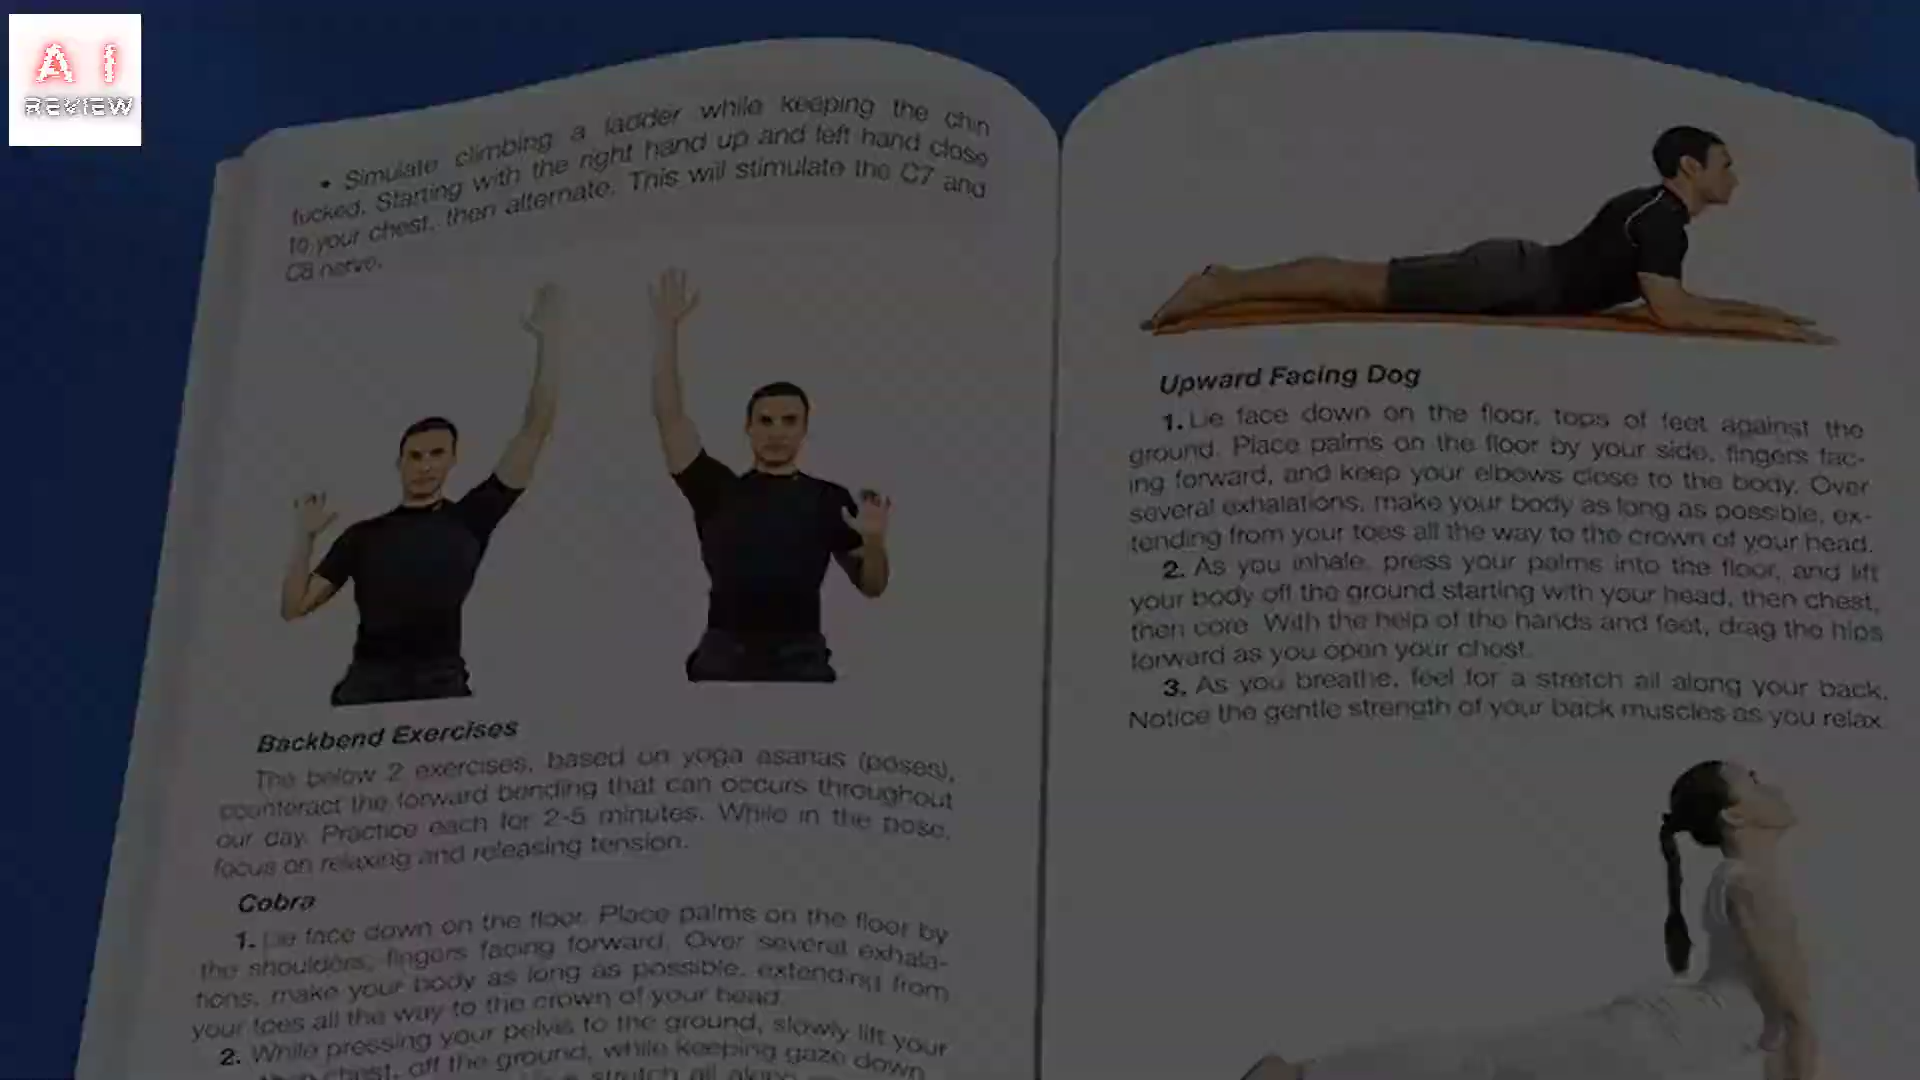 A I
REVIEW
• Simulate climbing a ladder while keeping the chin
tucked. Starting with the right hand up and left hand close
to your chest, then alternate. This will stimulate the C7 and
C8 nerve.
Backbend Exercises
The below 2 exercises, based on yoga asanas (poses),
counteract the forward bending that can occurs throughout
our day. Practice each for 2-5 minutes. While in the pose,
focus on relaxing and releasing tension.
Cobra
1. Lie face down on the floor. Place palms on the floor by
the shoulders, fingers facing forward. Over several exhala-
tions, make your body as long as possible, extending from
your toes all the way to the crown of your head.
2. While pressing your pelvis to the ground, slowly lift your
chest, off the ground, while keeping gaze down
stretch all along
Upward Facing Dog
1. Lie face down on the floor, tops of feet against the
ground. Place palms on the floor by your side, fingers fac-
ing forward, and keep your elbows close to the body. Over
several exhalations, make your body as long as possible, ex-
tending from your toes all the way to the crown of your head.
2. As you inhale, press your palms into the floor, and lift
your body off the ground starting with your head, then chest,
then core. With the help of the hands and feet, drag the hips
forward as you open your chest.
3. As you breathe, feel for a stretch all along your back.
Notice the gentle strength of your back muscles as you relax.